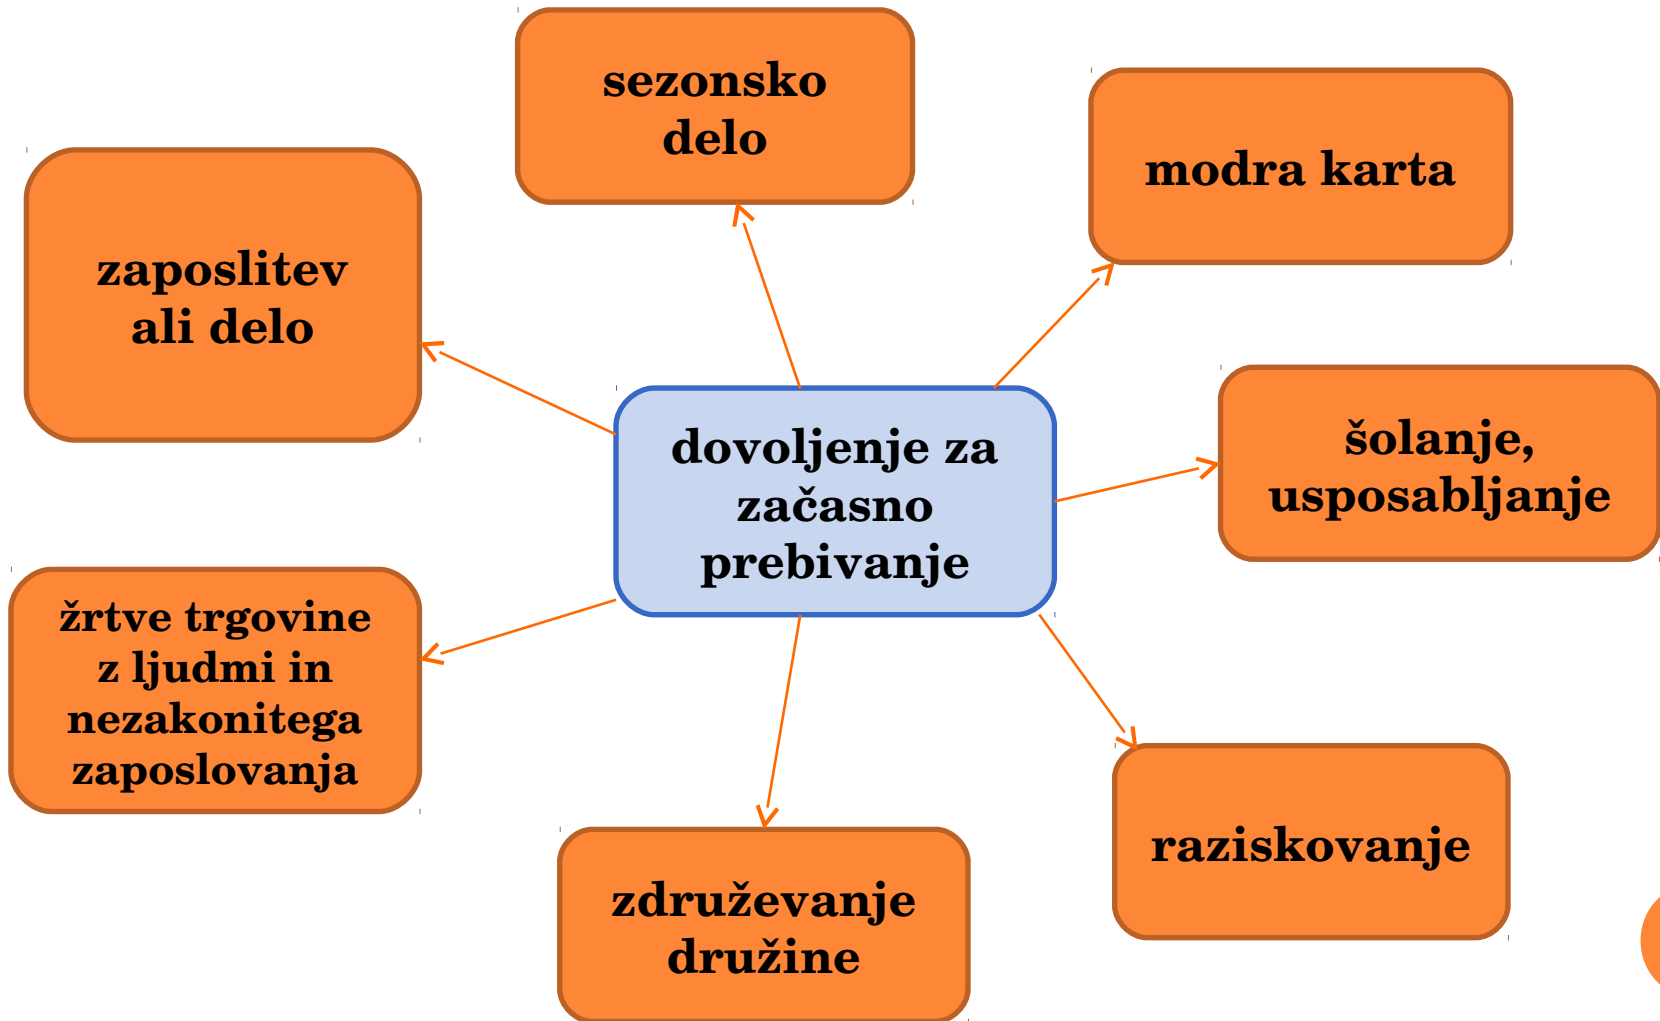 sezonsko
delo
modra karta
zaposlitev
ali delo
dovoljenje za
začasno
prebivanje
šolanje,
usposabljanje
žrtve trgovine
z ljudmi in
nezakonitega
zaposlovanja
raziskovanje
združevanje
družine